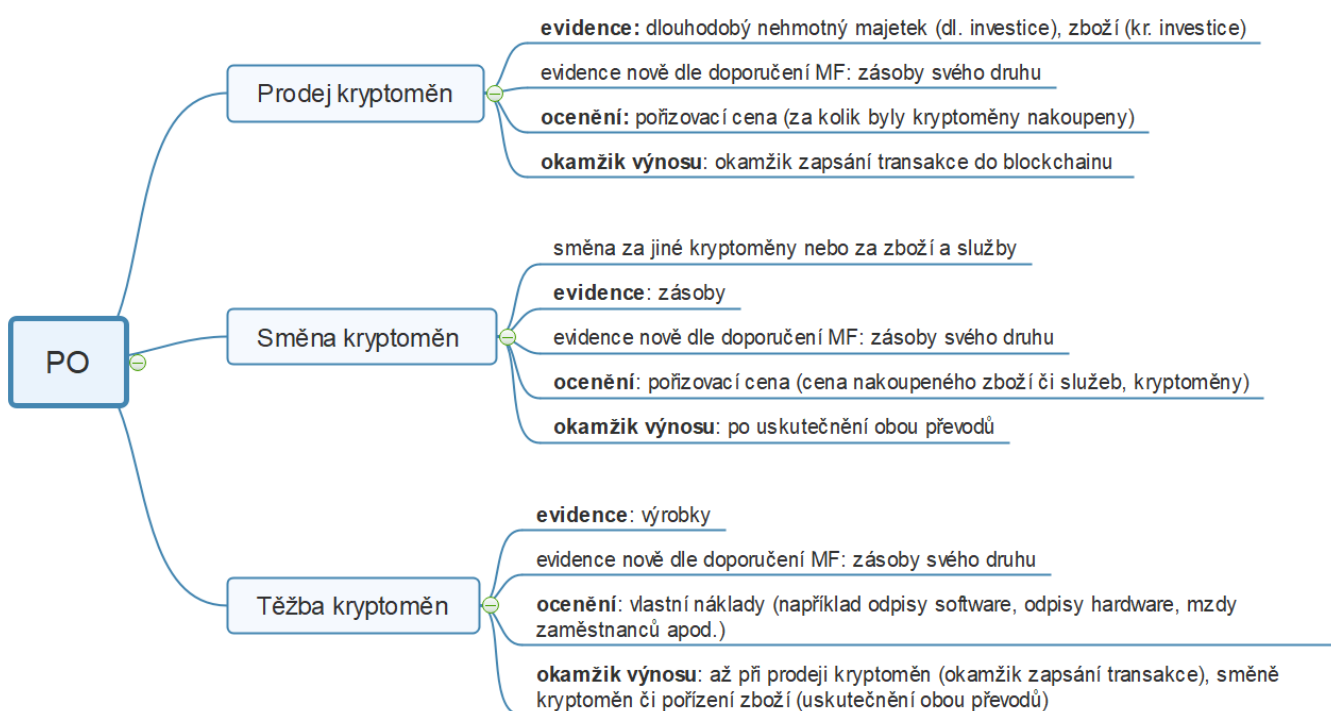 evidence: dlouhodobý nehmotný majetek (dl. investice), zboží (kr. investice)
Prodej kryptoměn
evidence nově dle doporučení MF: zásoby svého druhu
ocenění: pořizovací cena (za kolik byly kryptoměny nakoupeny)
okamžik výnosu: okamžik zapsání transakce do blockchainu
směna za jiné kryptoměny nebo za zboží a služby
evidence: zásoby
PO
Směna kryptoměn
evidence nově dle doporučení MF: zásoby svého druhu
ocenění: pořizovací cena (cena nakoupeného zboží či služeb, kryptoměny)
okamžik výnosu: po uskutečnění obou převodů
evidence: výrobky
evidence nově dle doporučení MF: zásoby svého druhu
Těžba kryptoměn
ocenění: vlastní náklady (například odpisy software, odpisy hardware, mzdy
zaměstnanců apod.)
okamžik výnosu: až při prodeji kryptoměn (okamžik zapsání transakce), směně
kryptoměn či pořízení zboží (uskutečnění obou převodů)